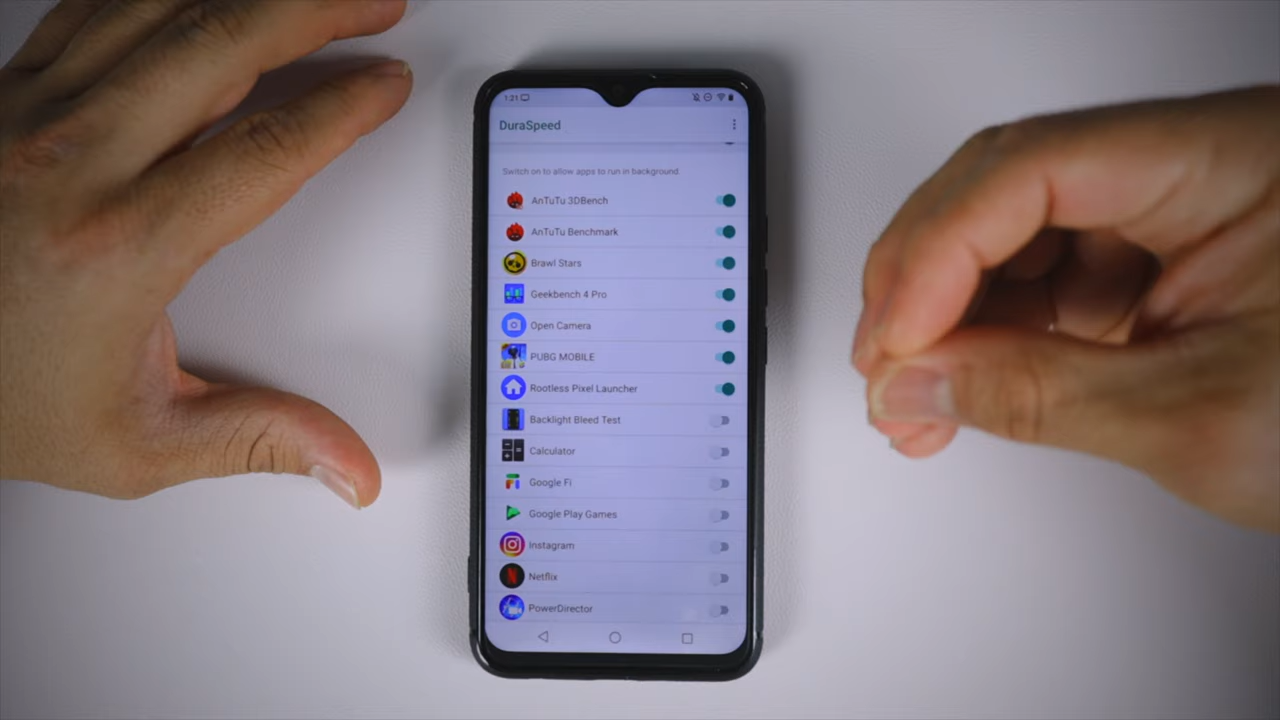 1:21
DuraSpeed
Switch on to allow apps to run in background.
AnTuTu 3DBench
AnTuTu Benchmark
Brawl Stars
Geekbench 4 Pro
Open Camera
PUBG MOBILE
Rootless Pixel Launcher
Backlight Bleed Test
Calculator
Google Fi
Google Play Games
Instagram
Netflix
PowerDirector